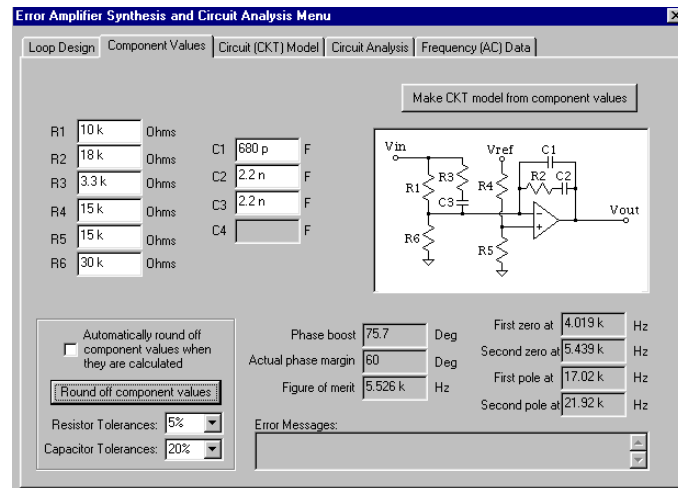 Error Amplifier Synthesis and Circuit Analysis Menu
Loop Design
Component Values
Circuit (CKT) Model
Circuit Analysis
Frequency (AC) Data
Make CKT model from component values
R1 10 k Ohms
R2 18 k Ohms
R3 3.3 k Ohms
R4 15 k Ohms
R5 15 k Ohms
R6 30 k Ohms
C1 680 p F
C2 2.2 n F
C3 2.2 n F
C4 F
Vin
Vref
C1
R3
R2
C2
R1
R4
C3
Vout
R6
R5
Automatically round off
component values when
they are calculated
Round off component values
Resistor Tolerances: 5%
Capacitor Tolerances: 20%
Phase boost 75.7 Deg
Actual phase margin 60 Deg
Figure of merit 5.526 k Hz
First zero at 4.019 k Hz
Second zero at 5.439 k Hz
First pole at 17.02 k Hz
Second pole at 21.92 k Hz
Error Messages: